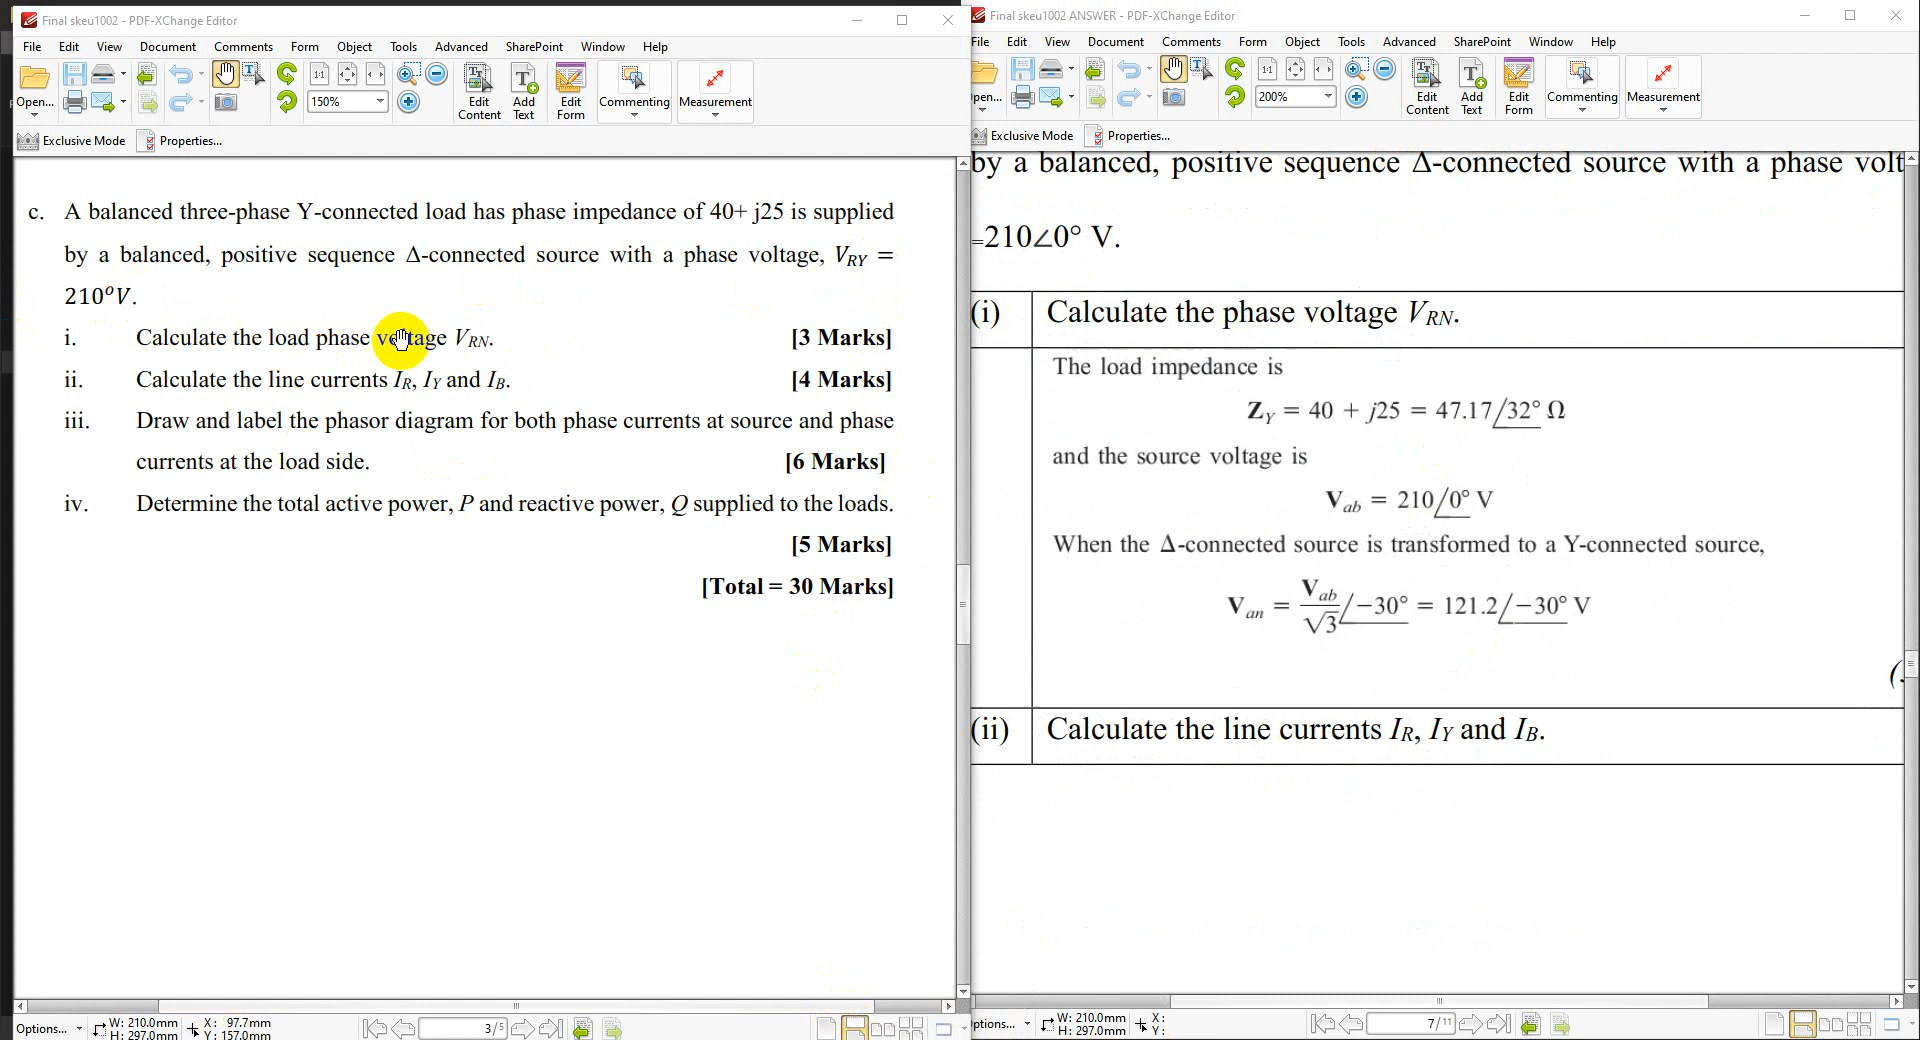 Final skeu1002 - PDF-XChange Editor
File Edit View Document Comments Form Object Tools Advanced SharePoint Window Help
Open...
1:1
150%
Edit Content
Add Text
Edit Form
Commenting
Measurement
Exclusive Mode
Properties...
c. A balanced three-phase Y-connected load has phase impedance of 40+ j25 is supplied
by a balanced, positive sequence Δ-connected source with a phase voltage, V_RY =
210°V.
i. Calculate the load phase voltage V_RN. [3 Marks]
ii. Calculate the line currents I_R, I_Y and I_B. [4 Marks]
iii. Draw and label the phasor diagram for both phase currents at source and phase
currents at the load side. [6 Marks]
iv. Determine the total active power, P and reactive power, Q supplied to the loads.
[5 Marks]
[Total = 30 Marks]
Options...
W: 210.0mm
H: 297.0mm
X: 97.7mm
Y: 157.0mm
3/5
Final skeu1002 ANSWER - PDF-XChange Editor
File Edit View Document Comments Form Object Tools Advanced SharePoint Window Help
pen...
1:1
200%
Edit Content
Add Text
Edit Form
Commenting
Measurement
Exclusive Mode
Properties...
by a balanced, positive sequence Δ-connected source with a phase volt
=210∠0° V.
(i) Calculate the phase voltage V_RN.
The load impedance is
Z_Y = 40 + j25 = 47.17∠32° Ω
and the source voltage is
V_ab = 210∠0° V
When the Δ-connected source is transformed to a Y-connected source,
V_an = V_ab/√3 ∠−30° = 121.2∠−30° V
(ii) Calculate the line currents I_R, I_Y and I_B.
ptions...
W: 210.0mm
H: 297.0mm
X:
Y:
7/11